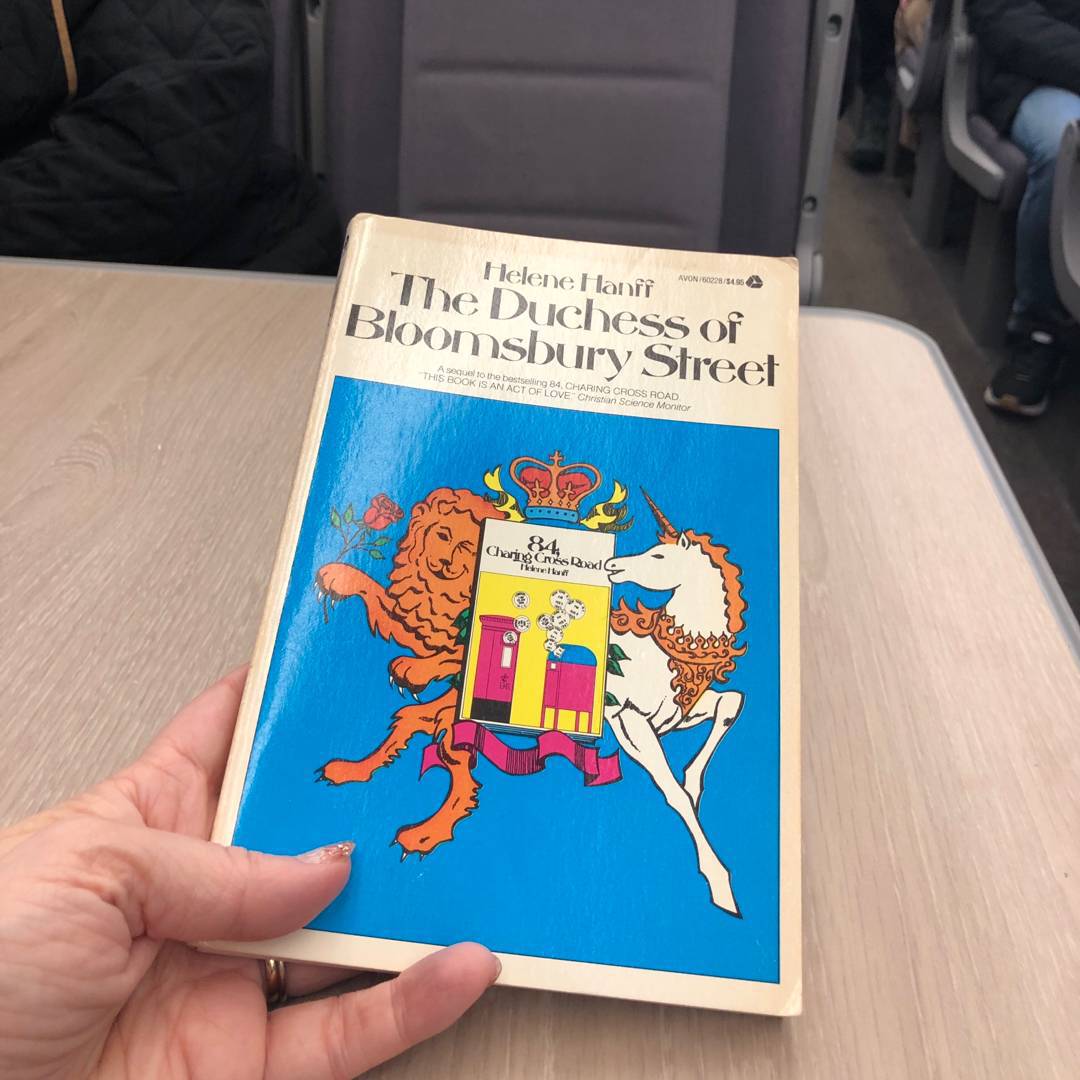 Helene Hanff
AVON/60228/$4.95
The Duchess of
Bloomsbury Street
A sequel to the bestselling 84, CHARING CROSS ROAD.
"THIS BOOK IS AN ACT OF LOVE" Christian Science Monitor
84,
Charing Cross Road
Helene Hanff